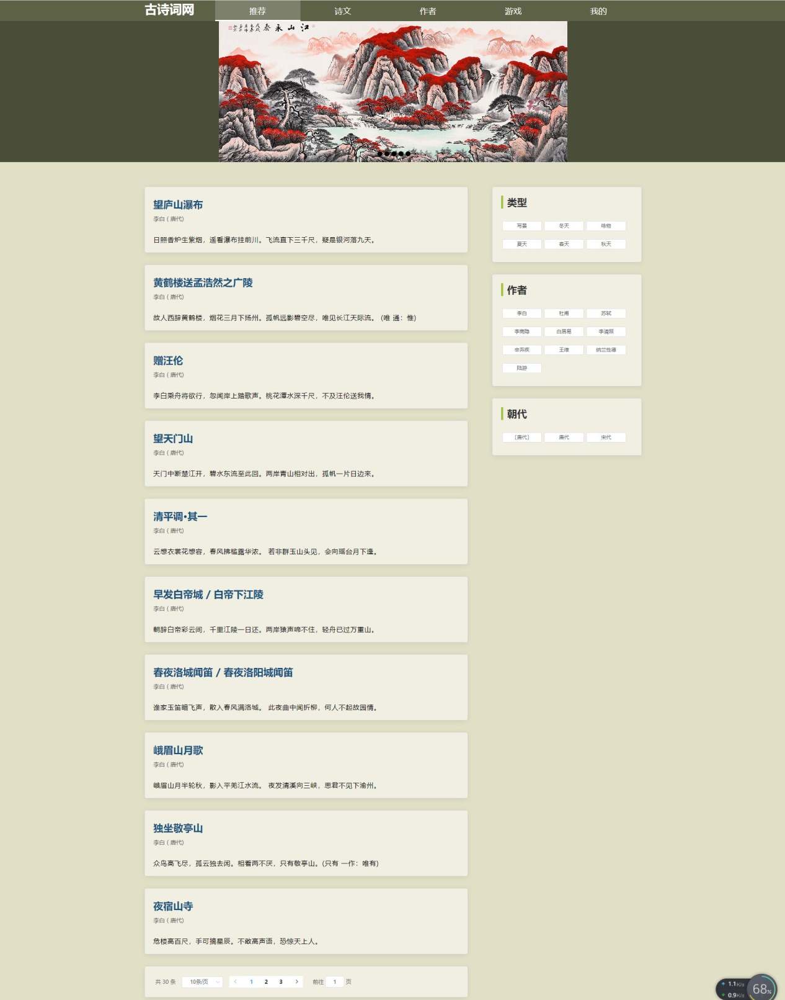 古诗词网
推荐 诗文 作者 游戏 我的
江山永泰
望庐山瀑布
李白 ( 唐代)
日照香炉生紫烟，遥看瀑布挂前川。飞流直下三千尺，疑是银河落九天。
黄鹤楼送孟浩然之广陵
李白 ( 唐代)
故人西辞黄鹤楼，烟花三月下扬州。孤帆远影碧空尽，唯见长江天际流。 (唯 通：惟)
赠汪伦
李白 ( 唐代)
李白乘舟将欲行，忽闻岸上踏歌声。桃花潭水深千尺，不及汪伦送我情。
望天门山
李白 ( 唐代)
天门中断楚江开，碧水东流至此回。两岸青山相对出，孤帆一片日边来。
清平调·其一
李白 ( 唐代)
云想衣裳花想容，春风拂槛露华浓。 若非群玉山头见，会向瑶台月下逢。
早发白帝城 / 白帝下江陵
李白 ( 唐代)
朝辞白帝彩云间，千里江陵一日还。两岸猿声啼不住，轻舟已过万重山。
春夜洛城闻笛 / 春夜洛阳城闻笛
李白 ( 唐代)
谁家玉笛暗飞声，散入春风满洛城。 此夜曲中闻折柳，何人不起故园情。
峨眉山月歌
李白 ( 唐代)
峨眉山月半轮秋，影入平羌江水流。 夜发清溪向三峡，思君不见下渝州。
独坐敬亭山
李白 ( 唐代)
众鸟高飞尽，孤云独去闲。相看两不厌，只有敬亭山。(只有 一作：唯有)
夜宿山寺
李白 ( 唐代)
危楼高百尺，手可摘星辰。不敢高声语，恐惊天上人。
共 30 条 10条/页 1 2 3 前往 1 页
类型
写景 冬天 咏物
夏天 春天 秋天
作者
李白 杜甫 苏轼
李商隐 白居易 李清照
辛弃疾 王维 纳兰性德
陆游
朝代
〔唐代〕 唐代 宋代
1.1K/s
0.9K/s
68%